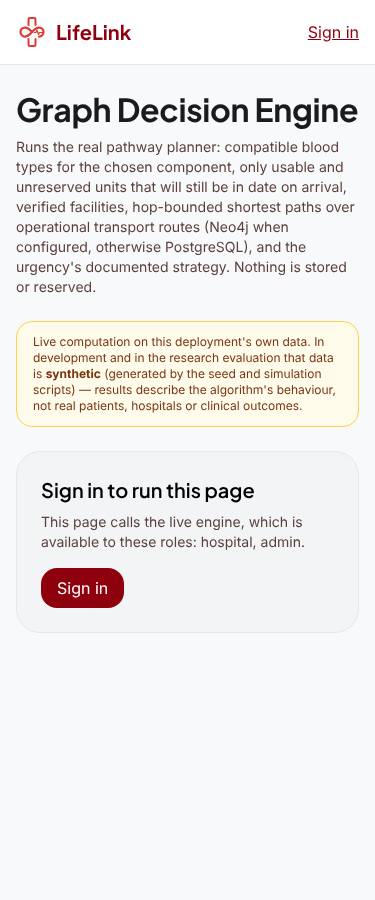 LifeLink
Sign in
Graph Decision Engine
Runs the real pathway planner: compatible blood
types for the chosen component, only usable and
unreserved units that will still be in date on arrival,
verified facilities, hop-bounded shortest paths over
operational transport routes (Neo4j when
configured, otherwise PostgreSQL), and the
urgency's documented strategy. Nothing is stored
or reserved.
Live computation on this deployment's own data. In
development and in the research evaluation that data
is synthetic (generated by the seed and simulation
scripts) — results describe the algorithm's behaviour,
not real patients, hospitals or clinical outcomes.
Sign in to run this page
This page calls the live engine, which is
available to these roles: hospital, admin.
Sign in